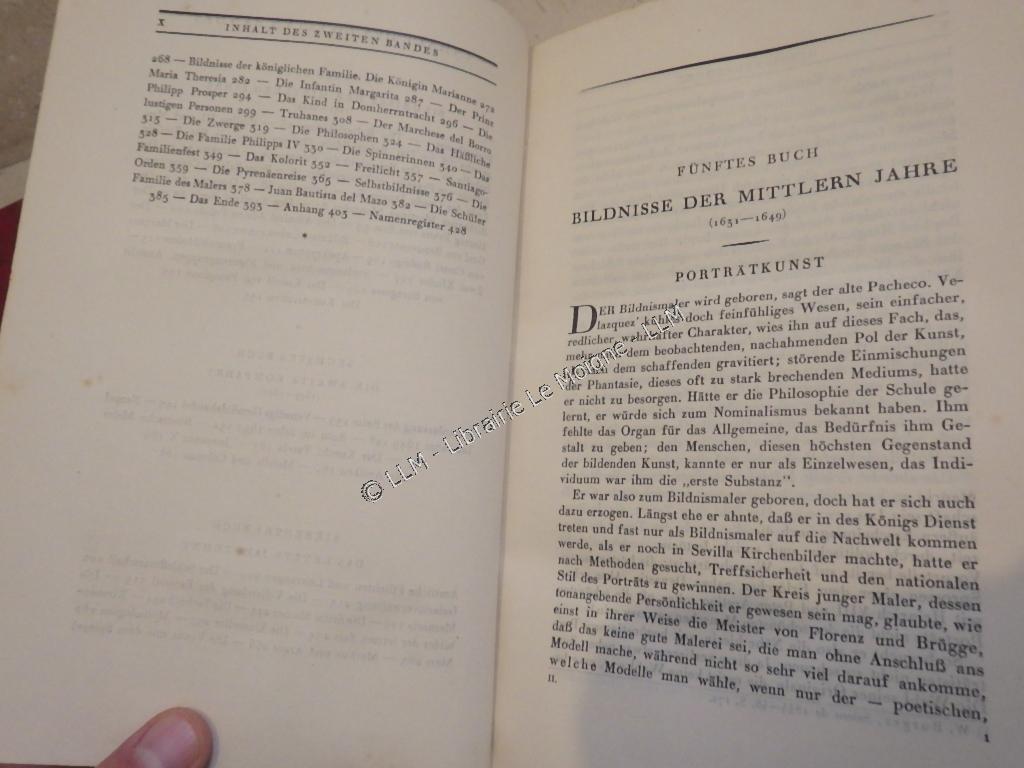 X
INHALT DES ZWEITEN BANDES
268 — Bildnisse der königlichen Familie. Die Königin Marianne 272
Maria Theresia 282 — Die Infantin Margarita 287 — Der Prinz
Philipp Prosper 294 — Das Kind in Domherrntracht 296 — Die
lustigen Personen 299 — Truhanes 308 — Der Marchese del Borro
315 — Die Zwerge 319 — Die Philosophen 324 — Das Häßliche
328 — Die Familie Philipps IV 330 — Die Spinnerinnen 340 — Das
Familienfest 349 — Das Kolorit 352 — Freilicht 357 — Santiago-
Orden 359 — Die Pyrenäenreise 365 — Selbstbildnisse 376 — Die
Familie des Malers 378 — Juan Bautista del Mazo 382 — Die Schüler
385 — Das Ende 393 — Anhang 403 — Namenregister 428
*
FÜNFTES BUCH
BILDNISSE DER MITTLERN JAHRE
(1631—1649)
PORTRÄTKUNST
DER Bildnismaler wird geboren, sagt der alte Pacheco. Ve-
lazquez' kühles doch feinfühliges Wesen, sein einfacher,
redlicher, wahrhafter Charakter, wies ihn auf dieses Fach, das,
mehr dem beobachtenden, nachahmenden Pol der Kunst,
dem schaffenden gravitiert; störende Einmischungen
der Phantasie, dieses oft zu stark brechenden Mediums, hatte
er nicht zu besorgen. Hätte er die Philosophie der Schule ge-
lernt, er würde sich zum Nominalismus bekannt haben. Ihm
fehlte das Organ für das Allgemeine, das Bedürfnis ihm Ge-
stalt zu geben; den Menschen, diesen höchsten Gegenstand
der bildenden Kunst, kannte er nur als Einzelwesen, das Indi-
viduum war ihm die „erste Substanz".
Er war also zum Bildnismaler geboren, doch hat er sich auch
dazu erzogen. Längst ehe er ahnte, daß er in des Königs Dienst
treten und fast nur als Bildnismaler auf die Nachwelt kommen
werde, als er noch in Sevilla Kirchenbilder machte, hatte er
nach Methoden gesucht, Treffsicherheit und den nationalen
Stil des Porträts zu gewinnen. Der Kreis junger Maler, dessen
tonangebende Persönlichkeit er gewesen sein mag, glaubte, wie
einst in ihrer Weise die Meister von Florenz und Brügge,
daß das keine gute Malerei sei, die man ohne Anschluß ans
Modell mache, während nicht so sehr viel darauf ankomme,
welche Modelle man wähle, wenn nur der — poetischen,
II.
1
© LLM - Librairie Le Moïone, LLM